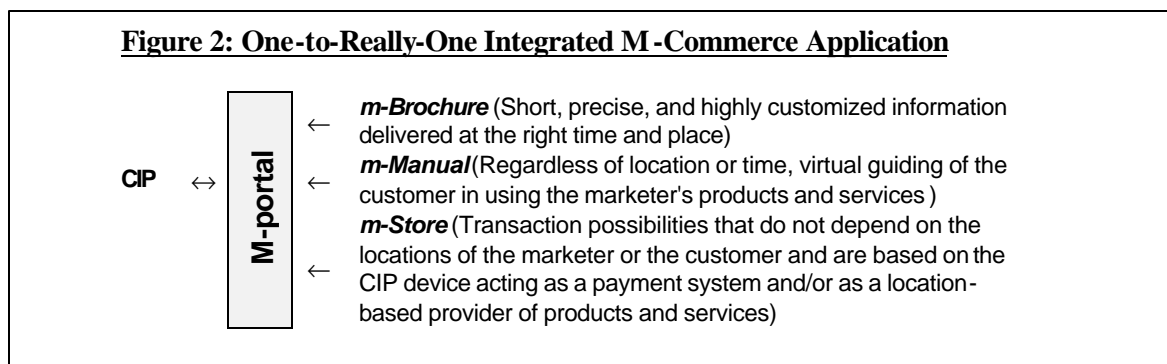 Figure 2: One-to-Really-One Integrated M-Commerce Application
← m-Brochure (Short, precise, and highly customized information
delivered at the right time and place)
CIP ↔ M-portal ← m-Manual (Regardless of location or time, virtual guiding of the
customer in using the marketer's products and services)
m-Store (Transaction possibilities that do not depend on the
locations of the marketer or the customer and are based on the
← CIP device acting as a payment system and/or as a location-
based provider of products and services)